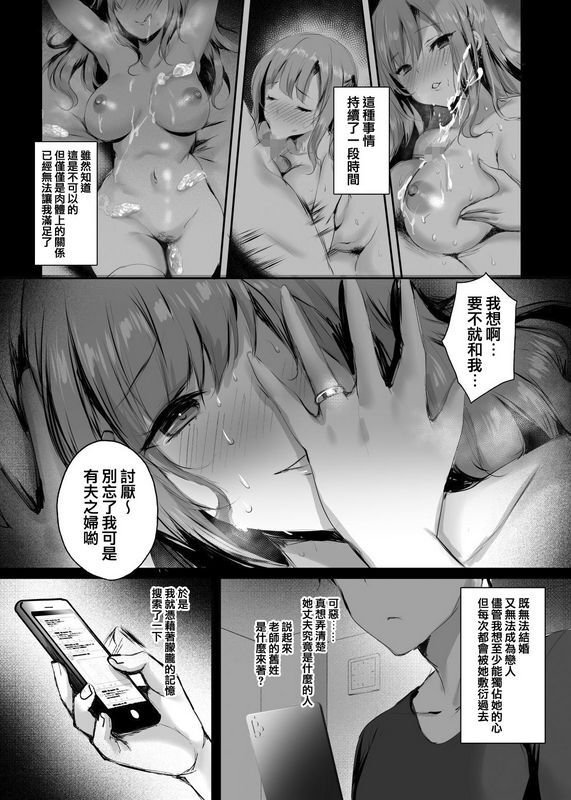 這種事情
持續了一段時間
雖然知道
這是不可以的
但僅僅是肉體上的關係
已經無法讓我滿足了
我想啊…
要不就和我…
討厭～
別忘了我可是
有夫之婦喲
既無法結婚
又無法成為戀人
儘管我想至少能獨佔她的心
但每次都會被她敷衍過去
可惡……
真想弄清楚
她丈夫究竟是什麼的人
說起來
老師的舊姓
是什麼來著？
於是
我就憑藉著朦朧的記憶
搜索了一下